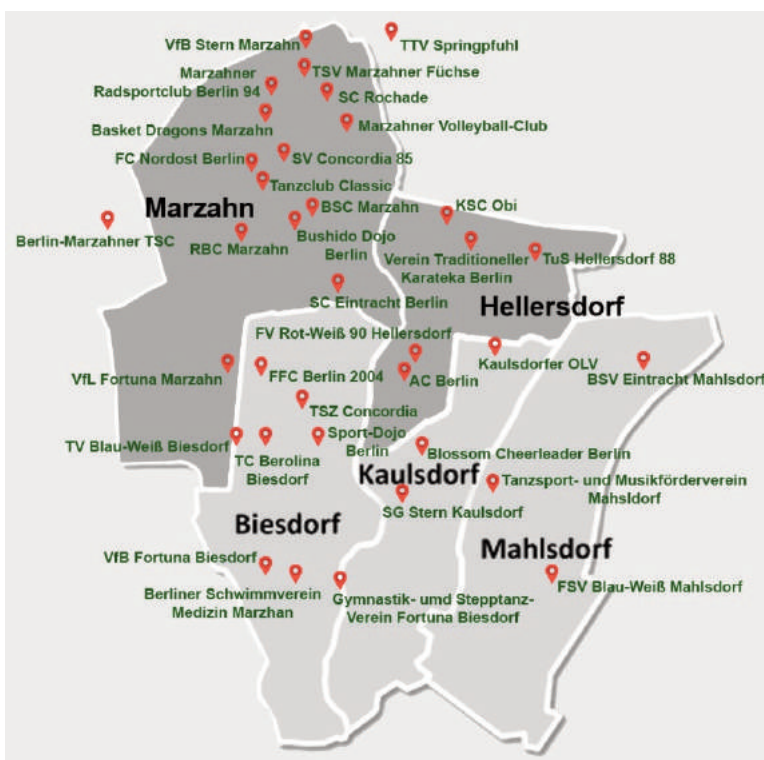 VfB Stern Marzahn
TTV Springpfuhl
Marzahner
Radsportclub Berlin 94
TSV Marzahner Füchse
SC Rochade
Basket Dragons Marzahn
Marzahner Volleyball-Club
FC Nordost Berlin
SV Concordia 85
Tanzclub Classic
Marzahn
BSC Marzahn
KSC Obi
Berlin-Marzahner TSC
RBC Marzahn
Bushido Dojo
Berlin
Verein Traditioneller
Karateka Berlin
TuS Hellersdorf 88
SC Eintracht Berlin
Hellersdorf
FV Rot-Weiß 90 Hellersdorf
VfL Fortuna Marzahn
FFC Berlin 2004
AC Berlin
Kaulsdorfer OLV
BSV Eintracht Mahlsdorf
TSZ Concordia
TV Blau-Weiß Biesdorf
TC Berolina
Biesdorf
Sport-Dojo
Berlin
Blossom Cheerleader Berlin
Kaulsdorf
Tanzsport- und Musikförderverein
Mahsldorf
SG Stern Kaulsdorf
Biesdorf
Mahlsdorf
VfB Fortuna Biesdorf
Berliner Schwimmverein
Medizin Marzhan
Gymnastik- umd Stepptanz-
Verein Fortuna Biesdorf
FSV Blau-Weiß Mahlsdorf